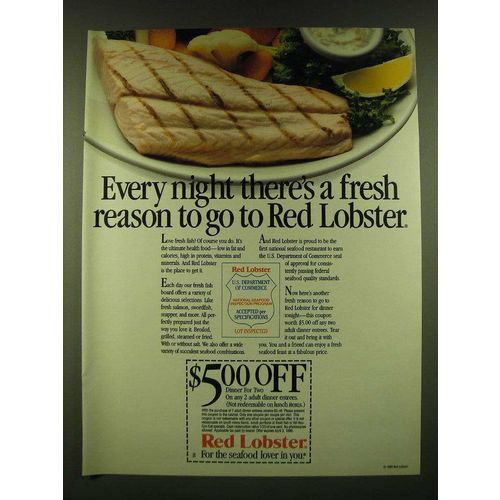 Every night there's a fresh
reason to go to Red Lobster.
Love fresh fish? Of course you do. It's
the ultimate health food—low in fat and
calories, high in protein, vitamins and
minerals. And Red Lobster
is the place to get it.
Each day our fresh fish
board offers a variety of
delicious selections. Like
fresh salmon, swordfish,
snapper, and more. All per-
fectly prepared just the
way you love it. Broiled,
grilled, steamed or fried.
With or without salt. We also offer a wide
variety of succulent seafood combinations.
Red Lobster
U.S. DEPARTMENT
OF COMMERCE
NATIONAL SEAFOOD
INSPECTION PROGRAM
ACCEPTED per
SPECIFICATIONS
LOT INSPECTED
And Red Lobster is proud to be the
first national seafood restaurant to earn
the U.S. Department of Commerce seal
of approval for consis-
tently passing federal
seafood quality standards.
Now here's another
fresh reason to go to
Red Lobster for dinner
tonight—this coupon
worth $5.00 off any two
adult dinner entrees. Tear
it out and bring it with
you. You and a friend can enjoy a fresh
seafood feast at a fabulous price.
$5.00 OFF
Dinner For Two
On any 2 adult dinner entrees.
(Not redeemable on lunch items.)
Red Lobster®
For the seafood lover in you.®